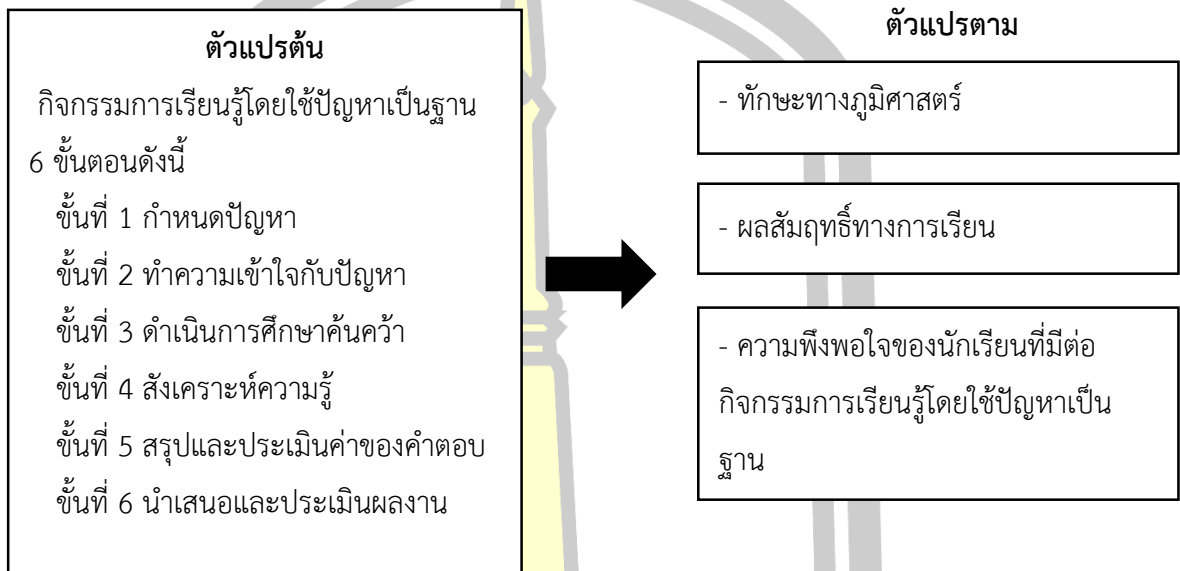 ตัวแปรต้น
กิจกรรมการเรียนรู้โดยใช้ปัญหาเป็นฐาน
6 ขั้นตอนดังนี้
ขั้นที่ 1 กำหนดปัญหา
ขั้นที่ 2 ทำความเข้าใจกับปัญหา
ขั้นที่ 3 ดำเนินการศึกษาค้นคว้า
ขั้นที่ 4 สังเคราะห์ความรู้
ขั้นที่ 5 สรุปและประเมินค่าของคำตอบ
ขั้นที่ 6 นำเสนอและประเมินผลงาน
ตัวแปรตาม
- ทักษะทางภูมิศาสตร์
- ผลสัมฤทธิ์ทางการเรียน
- ความพึงพอใจของนักเรียนที่มีต่อ
กิจกรรมการเรียนรู้โดยใช้ปัญหาเป็น
ฐาน